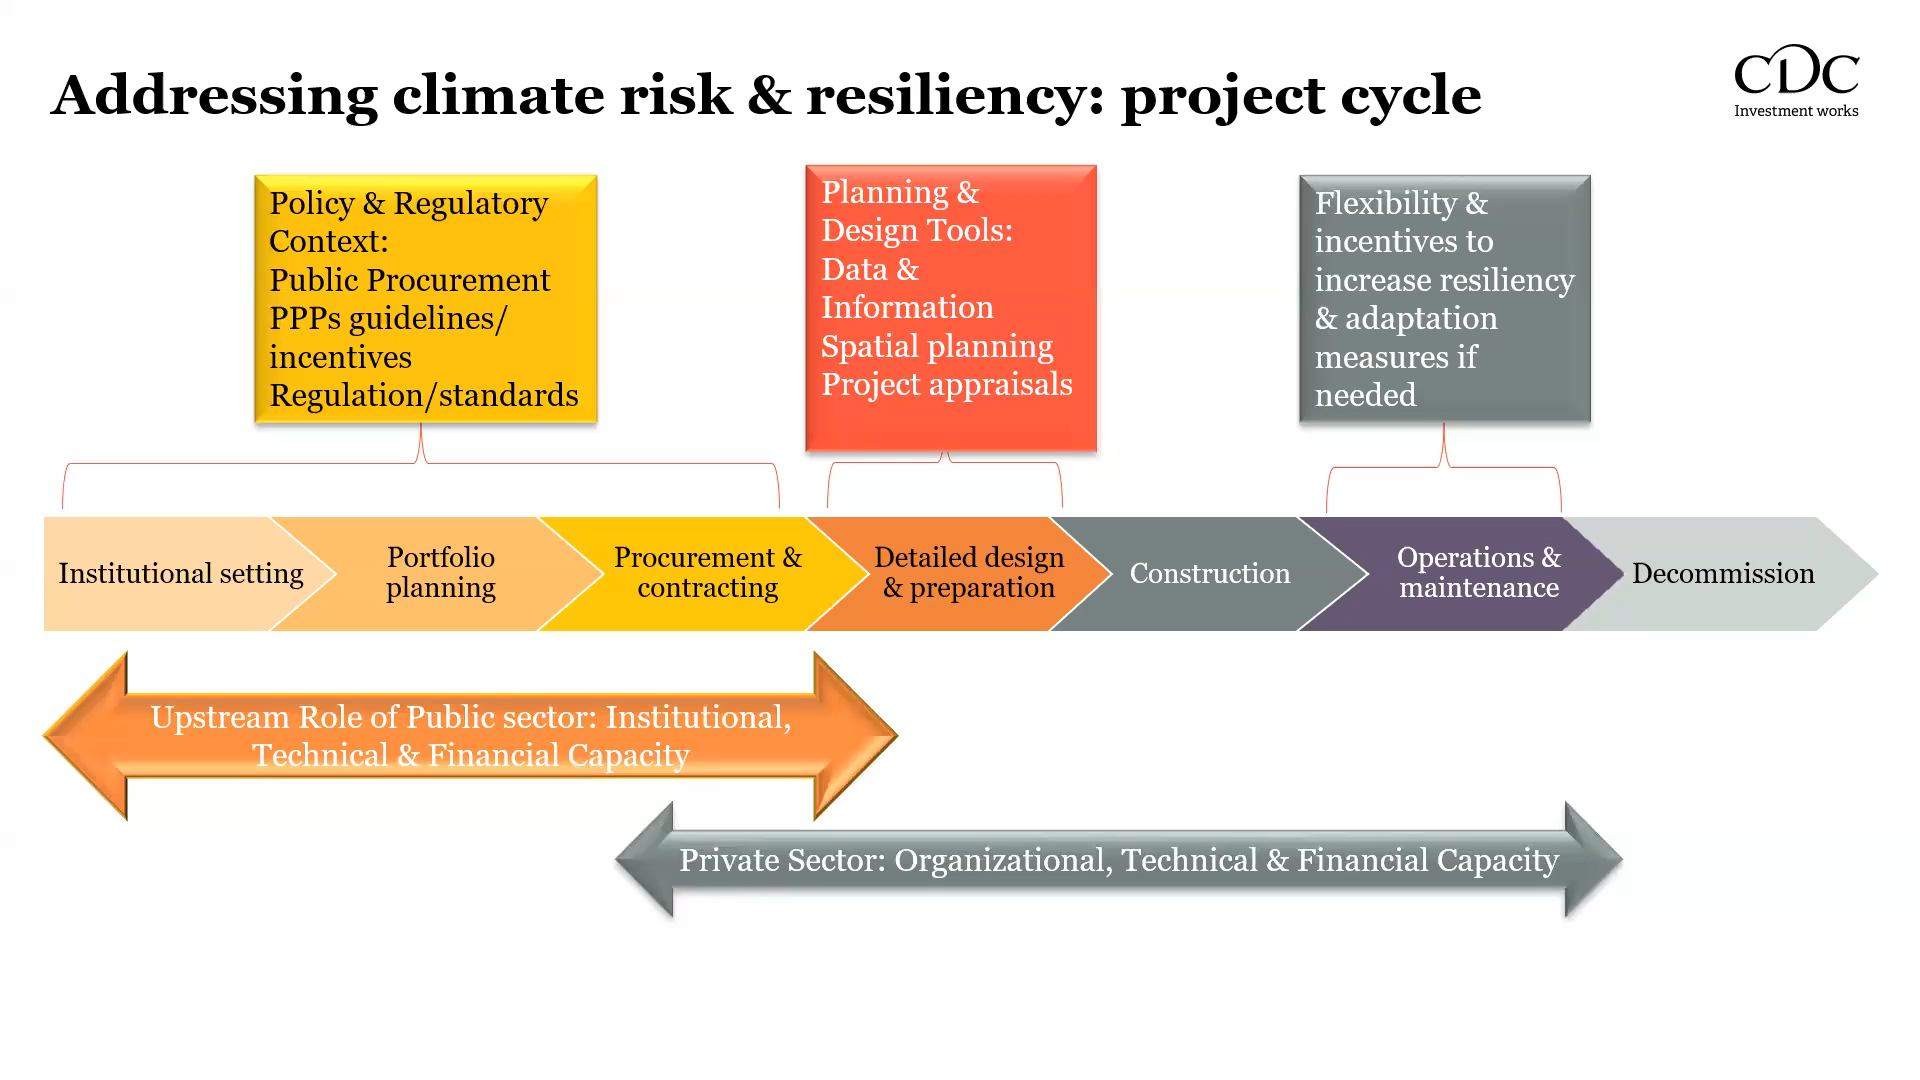 Addressing climate risk & resiliency: project cycle
CDC
Investment works
Policy & Regulatory
Context:
Public Procurement
PPPs guidelines/
incentives
Regulation/standards
Planning &
Design Tools:
Data &
Information
Spatial planning
Project appraisals
Flexibility &
incentives to
increase resiliency
& adaptation
measures if
needed
Institutional setting
Portfolio
planning
Procurement &
contracting
Detailed design
& preparation
Construction
Operations &
maintenance
Decommission
Upstream Role of Public sector: Institutional,
Technical & Financial Capacity
Private Sector: Organizational, Technical & Financial Capacity